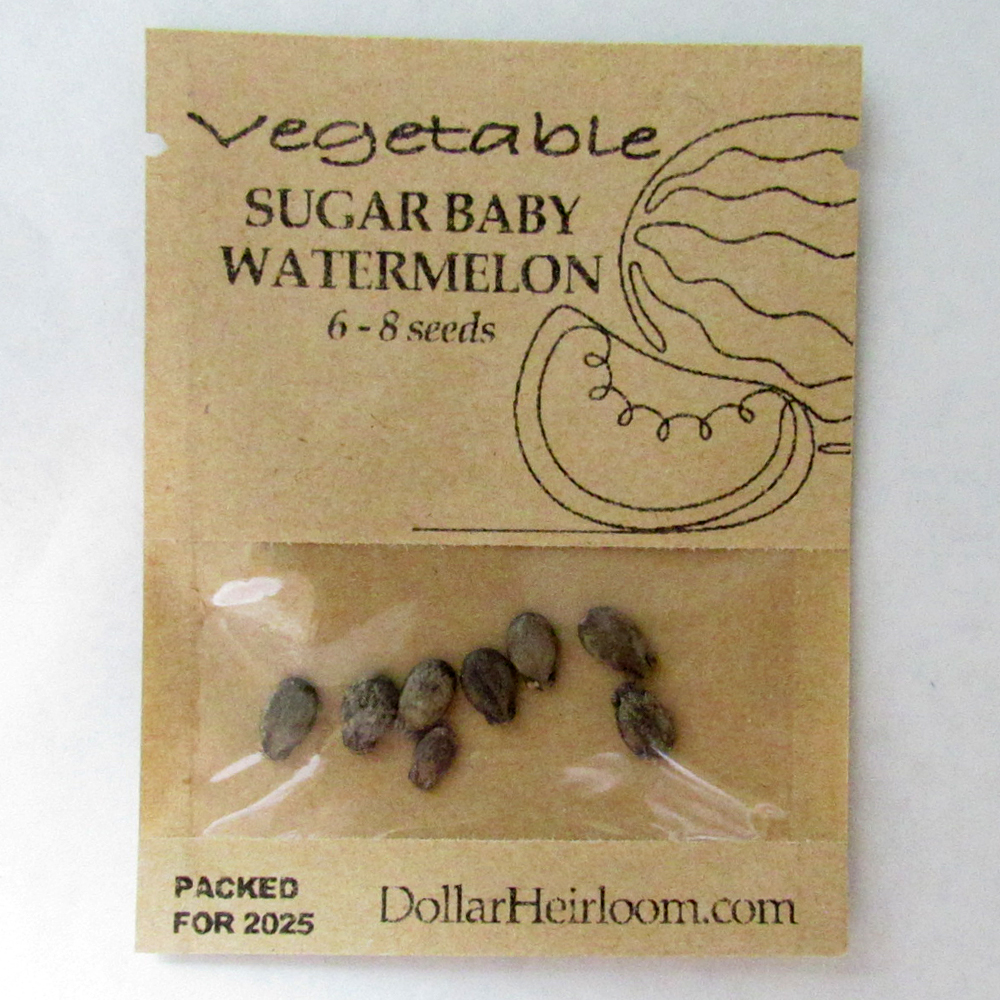 Vegetable
SUGAR BABY
WATERMELON
6 - 8 seeds
PACKED
FOR 2025
DollarHeirloom.com